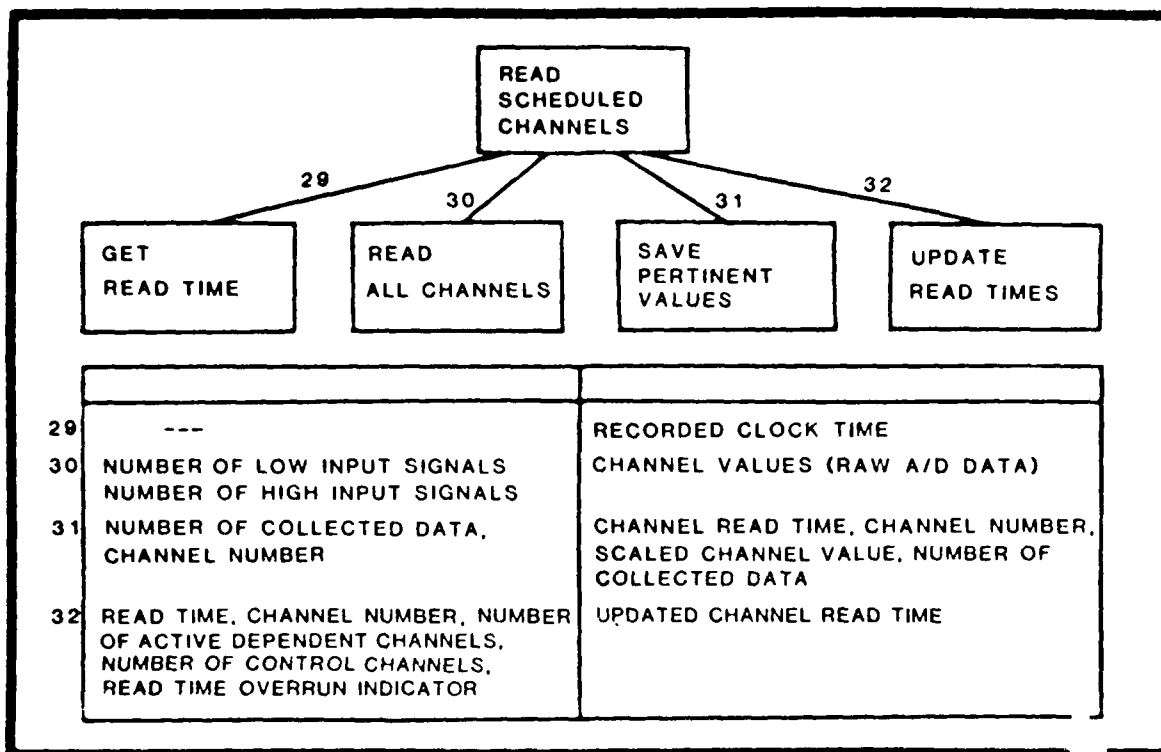 READ
SCHEDULED
CHANNELS
29
30
31
32
GET
READ TIME
READ
ALL CHANNELS
SAVE
PERTINENT
VALUES
UPDATE
READ TIMES
29 --- RECORDED CLOCK TIME
30 NUMBER OF LOW INPUT SIGNALS CHANNEL VALUES (RAW A/D DATA)
NUMBER OF HIGH INPUT SIGNALS
31 NUMBER OF COLLECTED DATA, CHANNEL READ TIME, CHANNEL NUMBER,
CHANNEL NUMBER SCALED CHANNEL VALUE, NUMBER OF
COLLECTED DATA
32 READ TIME, CHANNEL NUMBER, NUMBER UPDATED CHANNEL READ TIME
OF ACTIVE DEPENDENT CHANNELS,
NUMBER OF CONTROL CHANNELS,
READ TIME OVERRUN INDICATOR